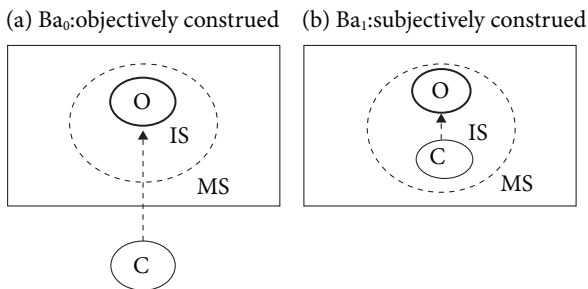 (a) Ba₀:objectively construed
(b) Ba₁:subjectively construed
O
IS
MS
C
O
IS
C
MS